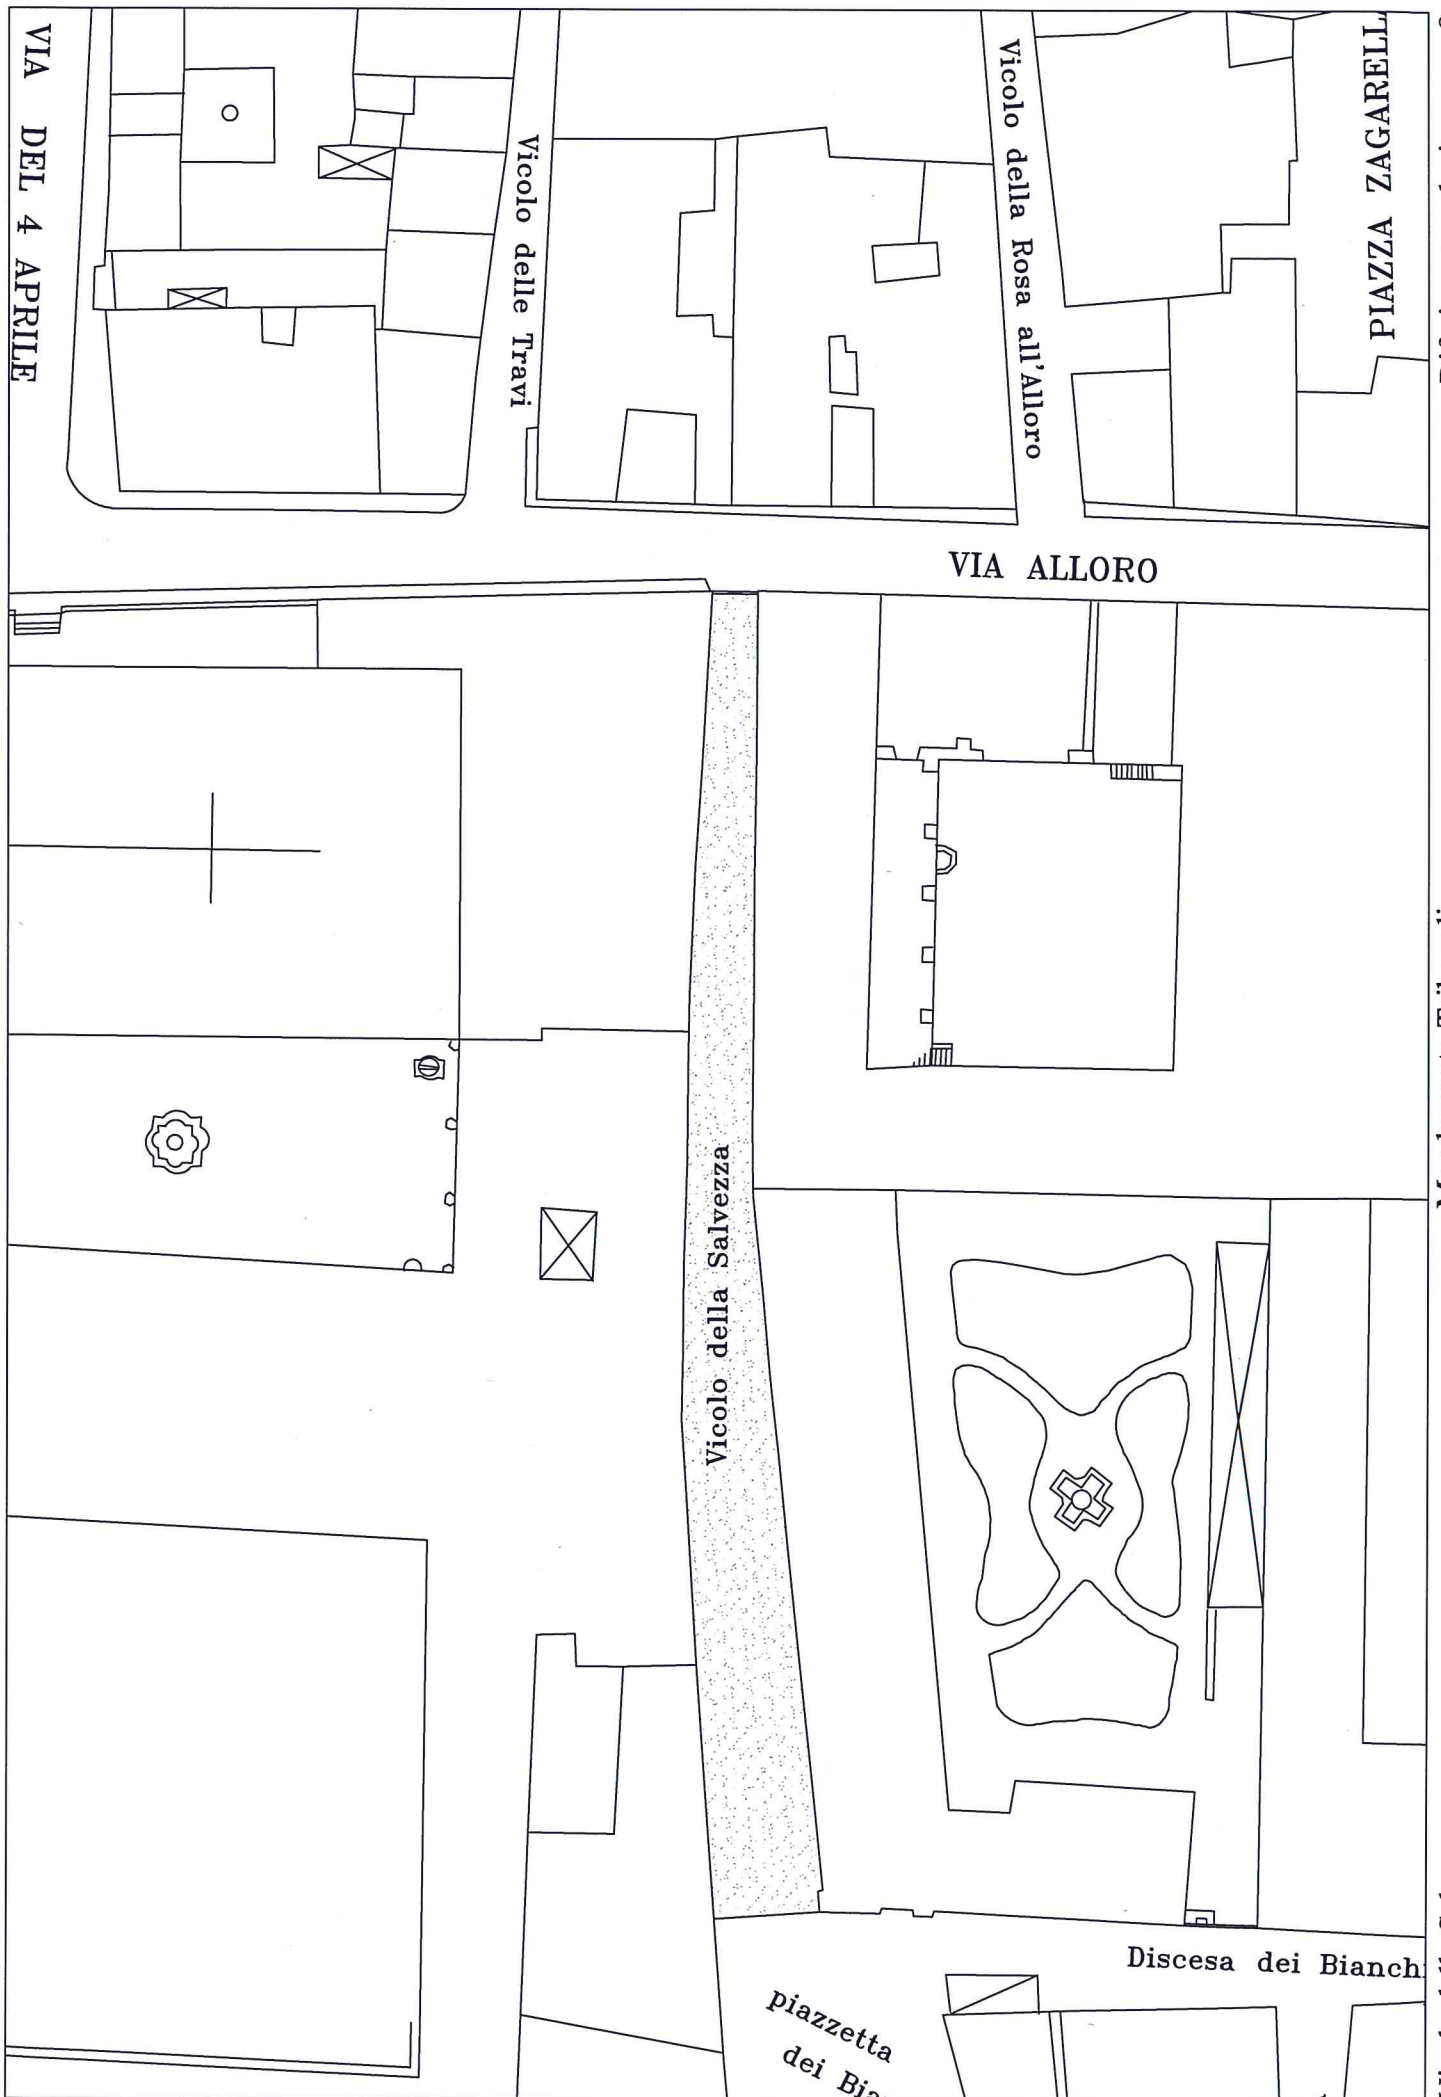 VIA DEL 4 APRILE
Vicolo delle Travi
Vicolo della Rosa all'Alloro
PIAZZA ZAGARELL
VIA ALLORO
Vicolo della Salvezza
Discesa dei Bianchi
piazzetta
dei